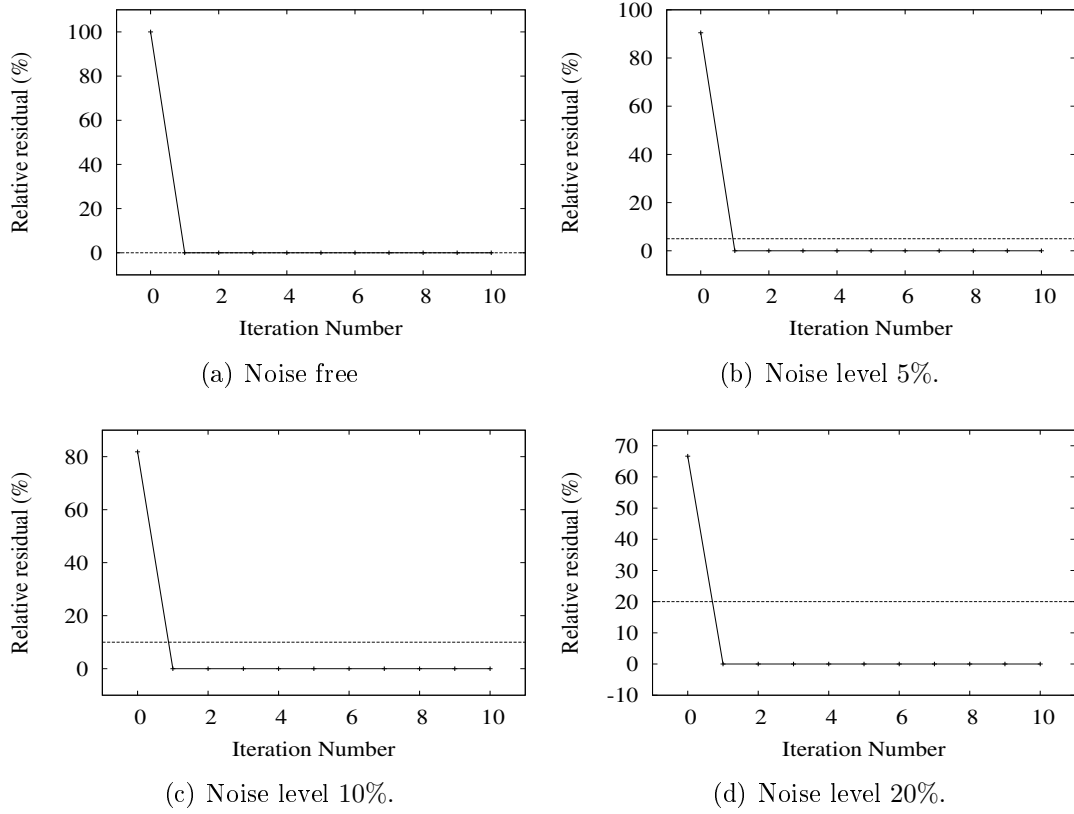 100
80
60
40
20
0
Relative residual (%)
0 2 4 6 8 10
Iteration Number
(a) Noise free
100
80
60
40
20
0
Relative residual (%)
0 2 4 6 8 10
Iteration Number
(b) Noise level 5%.
80
60
40
20
0
Relative residual (%)
0 2 4 6 8 10
Iteration Number
(c) Noise level 10%.
70
60
50
40
30
20
10
0
-10
Relative residual (%)
0 2 4 6 8 10
Iteration Number
(d) Noise level 20%.